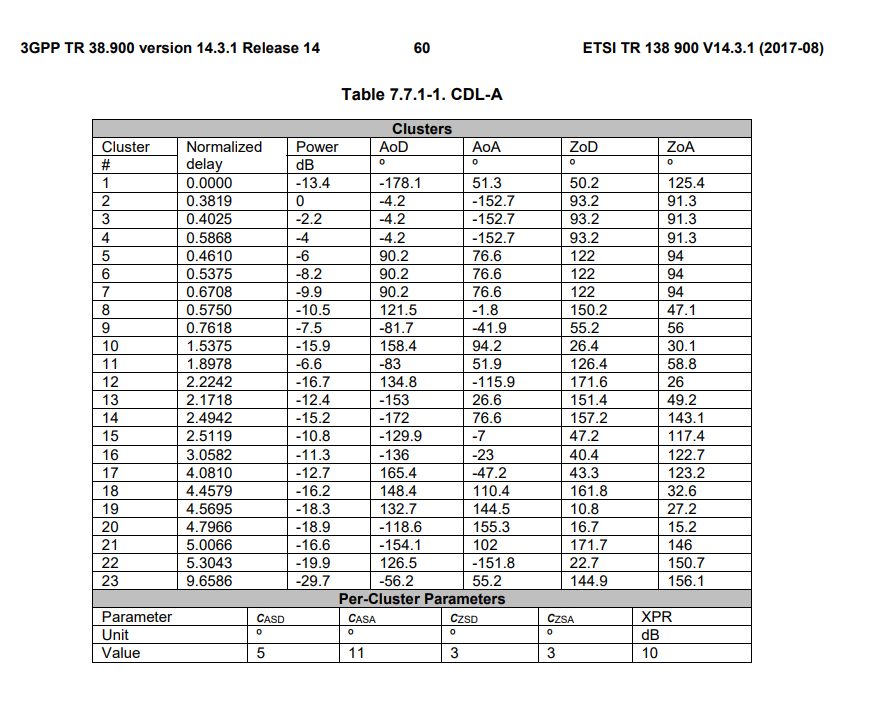 3GPP TR 38.900 version 14.3.1 Release 14 60 ETSI TR 138 900 V14.3.1 (2017-08)
Table 7.7.1-1. CDL-A
Clusters
Cluster Normalized Power AoD AoA ZoD ZoA
# delay dB º º º º
1 0.0000 -13.4 -178.1 51.3 50.2 125.4
2 0.3819 0 -4.2 -152.7 93.2 91.3
3 0.4025 -2.2 -4.2 -152.7 93.2 91.3
4 0.5868 -4 -4.2 -152.7 93.2 91.3
5 0.4610 -6 90.2 76.6 122 94
6 0.5375 -8.2 90.2 76.6 122 94
7 0.6708 -9.9 90.2 76.6 122 94
8 0.5750 -10.5 121.5 -1.8 150.2 47.1
9 0.7618 -7.5 -81.7 -41.9 55.2 56
10 1.5375 -15.9 158.4 94.2 26.4 30.1
11 1.8978 -6.6 -83 51.9 126.4 58.8
12 2.2242 -16.7 134.8 -115.9 171.6 26
13 2.1718 -12.4 -153 26.6 151.4 49.2
14 2.4942 -15.2 -172 76.6 157.2 143.1
15 2.5119 -10.8 -129.9 -7 47.2 117.4
16 3.0582 -11.3 -136 -23 40.4 122.7
17 4.0810 -12.7 165.4 -47.2 43.3 123.2
18 4.4579 -16.2 148.4 110.4 161.8 32.6
19 4.5695 -18.3 132.7 144.5 10.8 27.2
20 4.7966 -18.9 -118.6 155.3 16.7 15.2
21 5.0066 -16.6 -154.1 102 171.7 146
22 5.3043 -19.9 126.5 -151.8 22.7 150.7
23 9.6586 -29.7 -56.2 55.2 144.9 156.1
Per-Cluster Parameters
Parameter cASD cASA cZSD cZSA XPR
Unit º º º º dB
Value 5 11 3 3 10